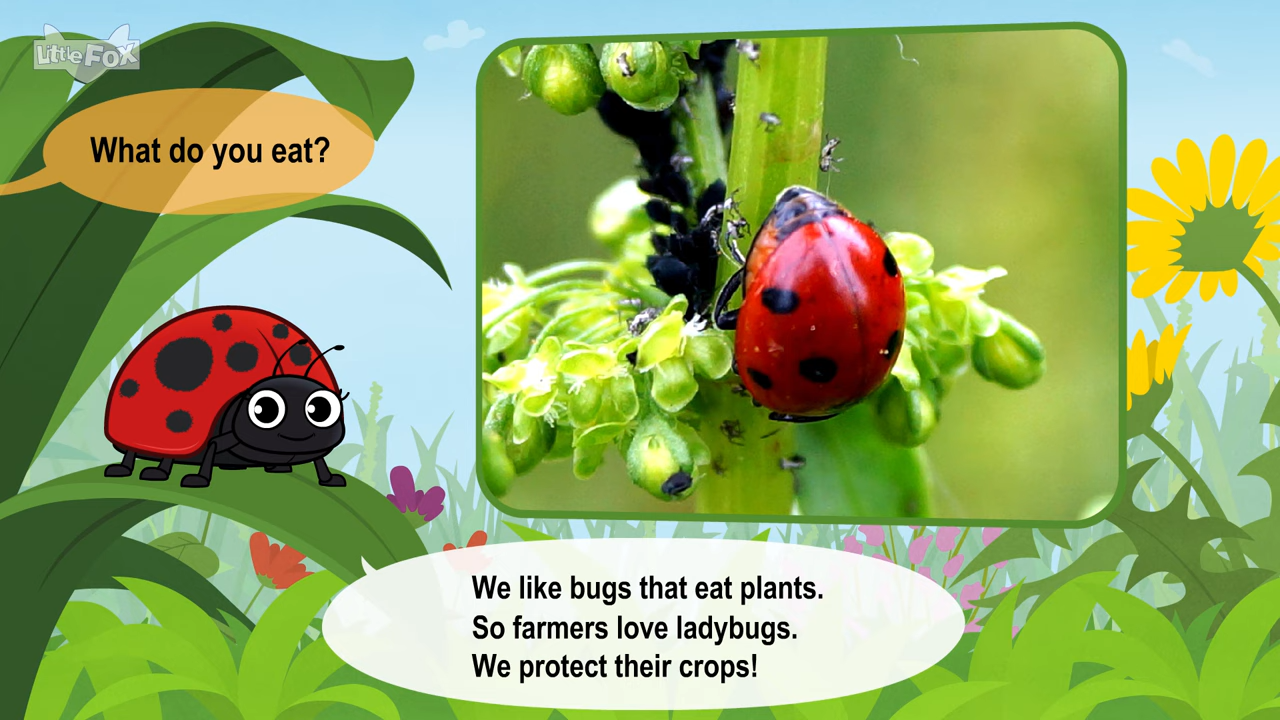 Little Fox
What do you eat?
We like bugs that eat plants.
So farmers love ladybugs.
We protect their crops!